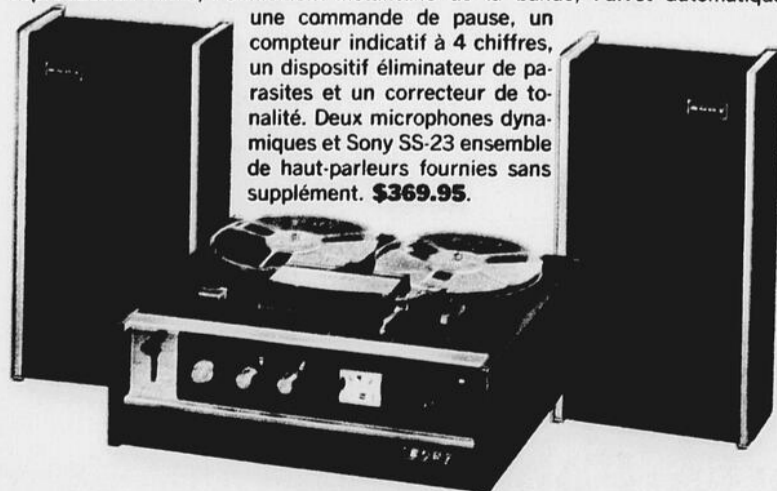 une commande de pause, un
compteur indicatif à 4 chiffres,
un dispositif éliminateur de pa-
rasites et un correcteur de to-
nalité. Deux microphones dyna-
miques et Sony SS-23 ensemble
de haut-parleurs fournies sans
supplément. $369.95.
SONY
SONY
SONY